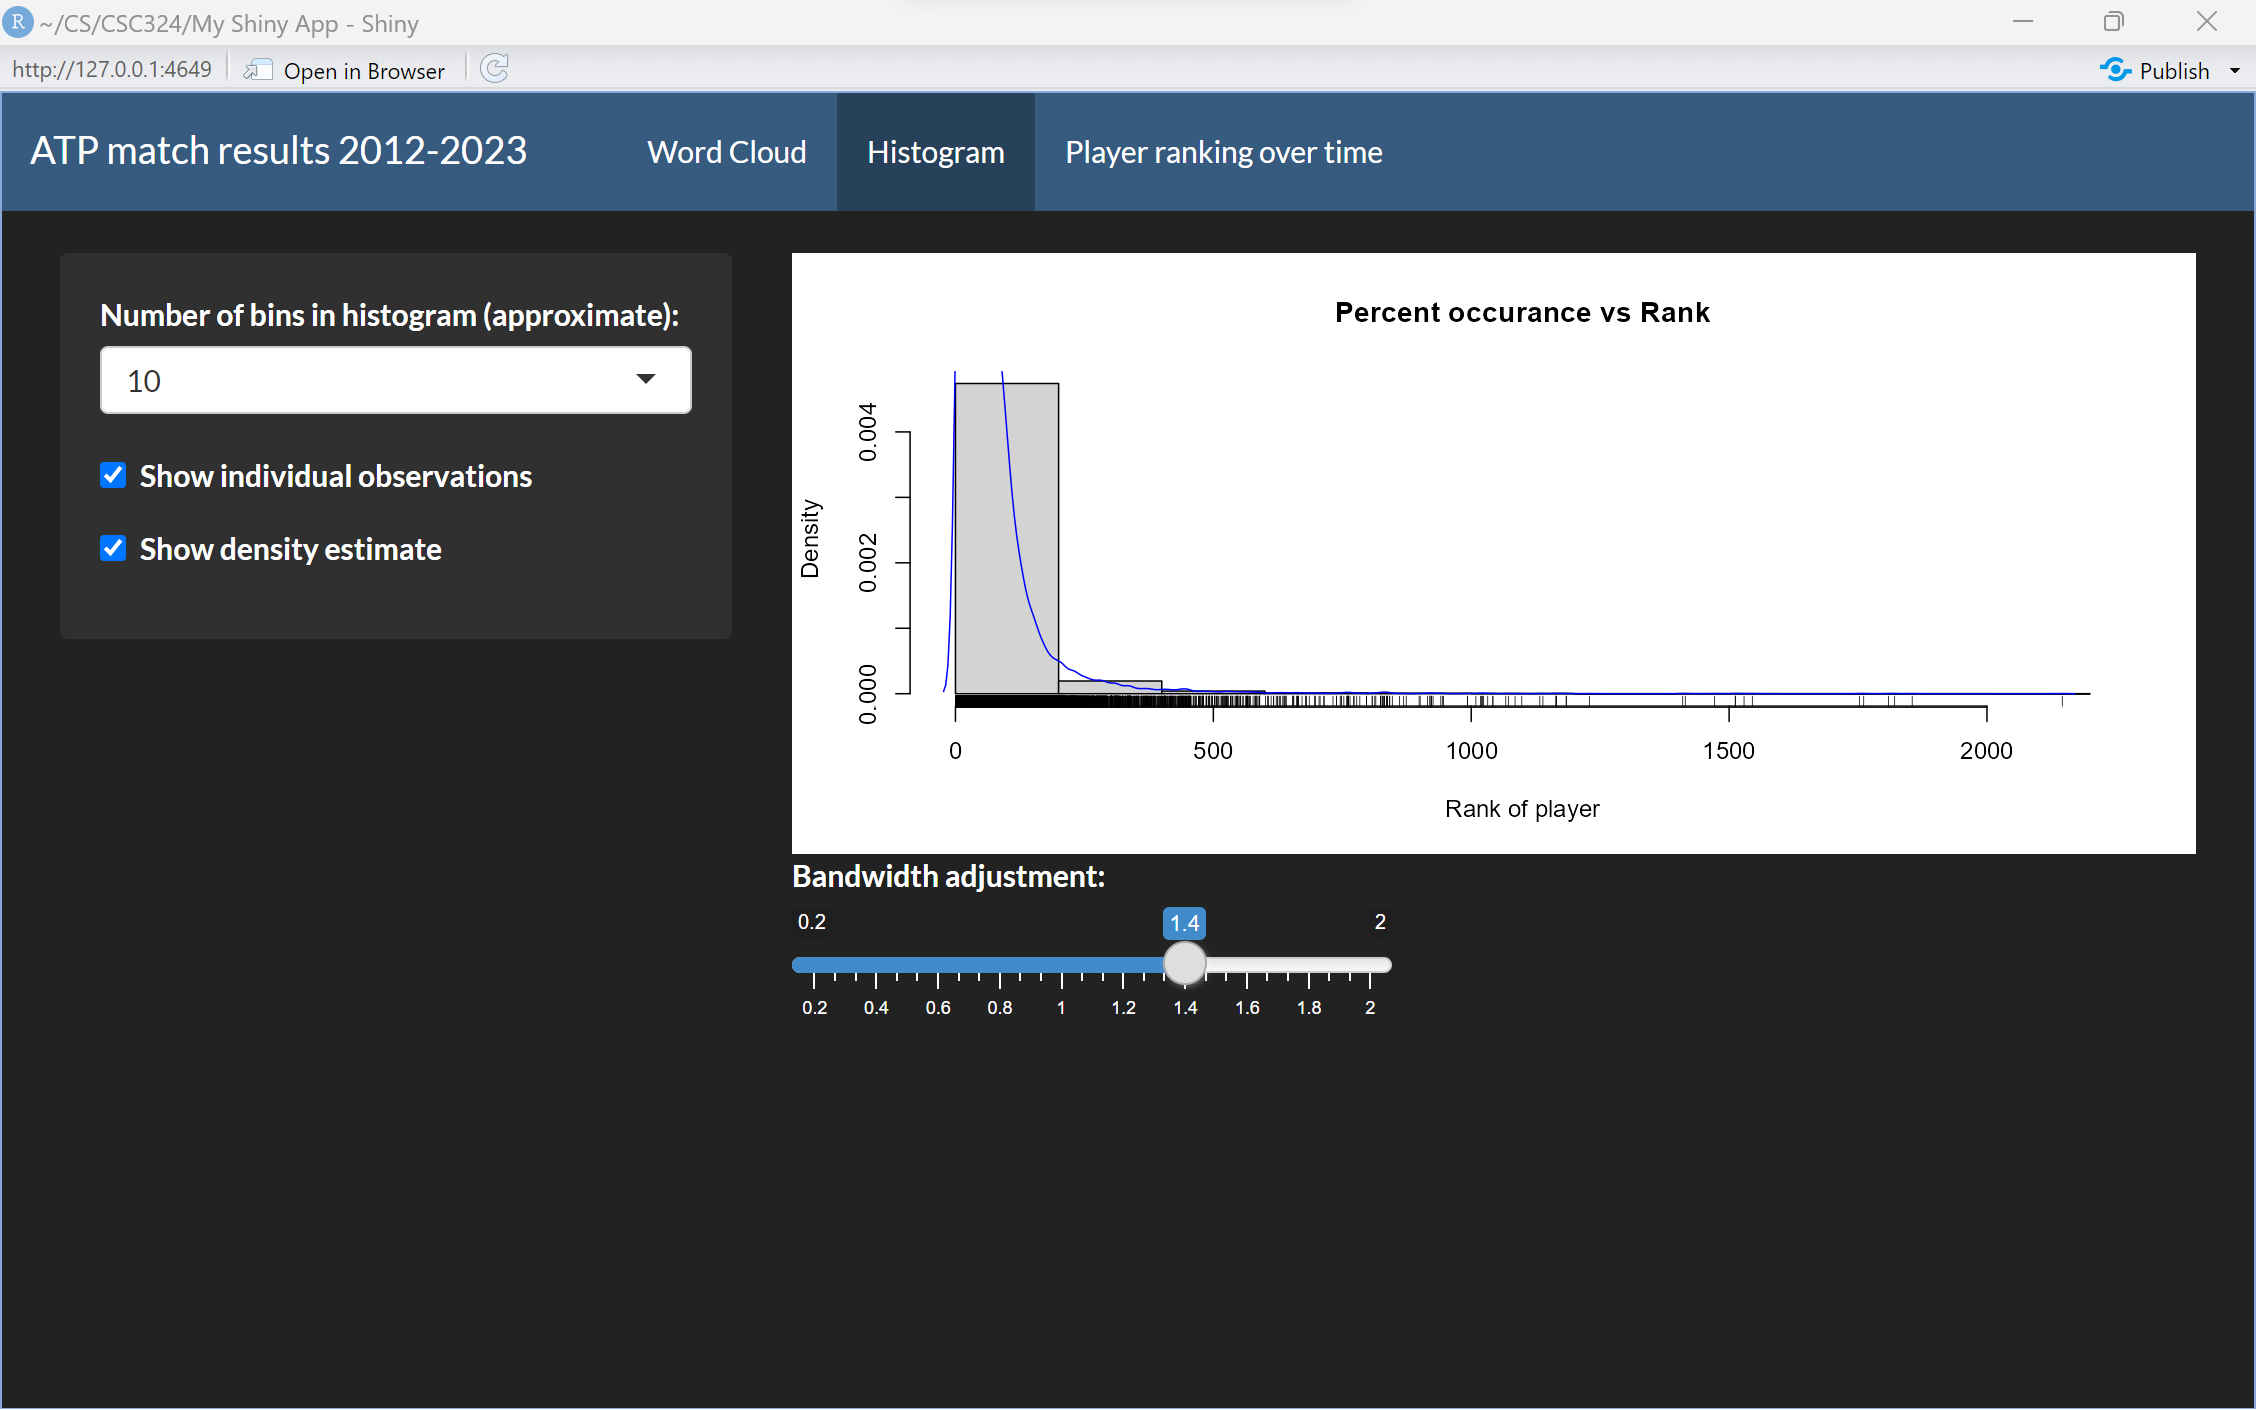 R ~/CS/CSC324/My Shiny App - Shiny
http://127.0.0.1:4649 Open in Browser Publish
ATP match results 2012-2023 Word Cloud Histogram Player ranking over time
Number of bins in histogram (approximate):
10
Show individual observations
Show density estimate
Percent occurance vs Rank
Density
0.000 0.002 0.004
0 500 1000 1500 2000
Rank of player
Bandwidth adjustment:
0.2 1.4 2
0.2 0.4 0.6 0.8 1 1.2 1.4 1.6 1.8 2